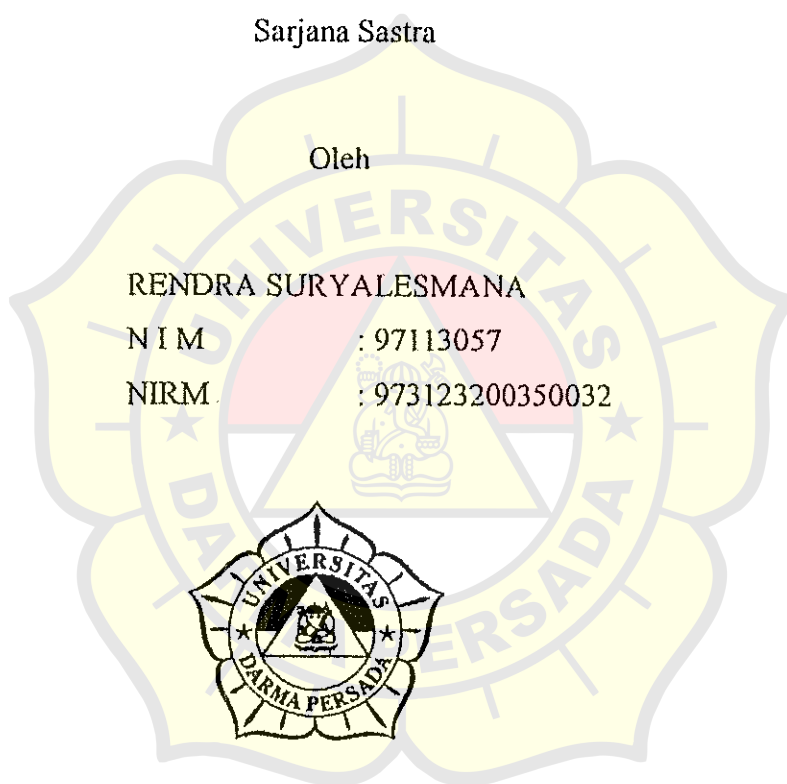 Sarjana Sastra
Oleh
RENDRA SURYALESMANA
N I M : 97113057
NIRM : 973123200350032
UNIVERSITAS
DARMA PERSADA
UNIVERSITAS
DARMA PERSADA